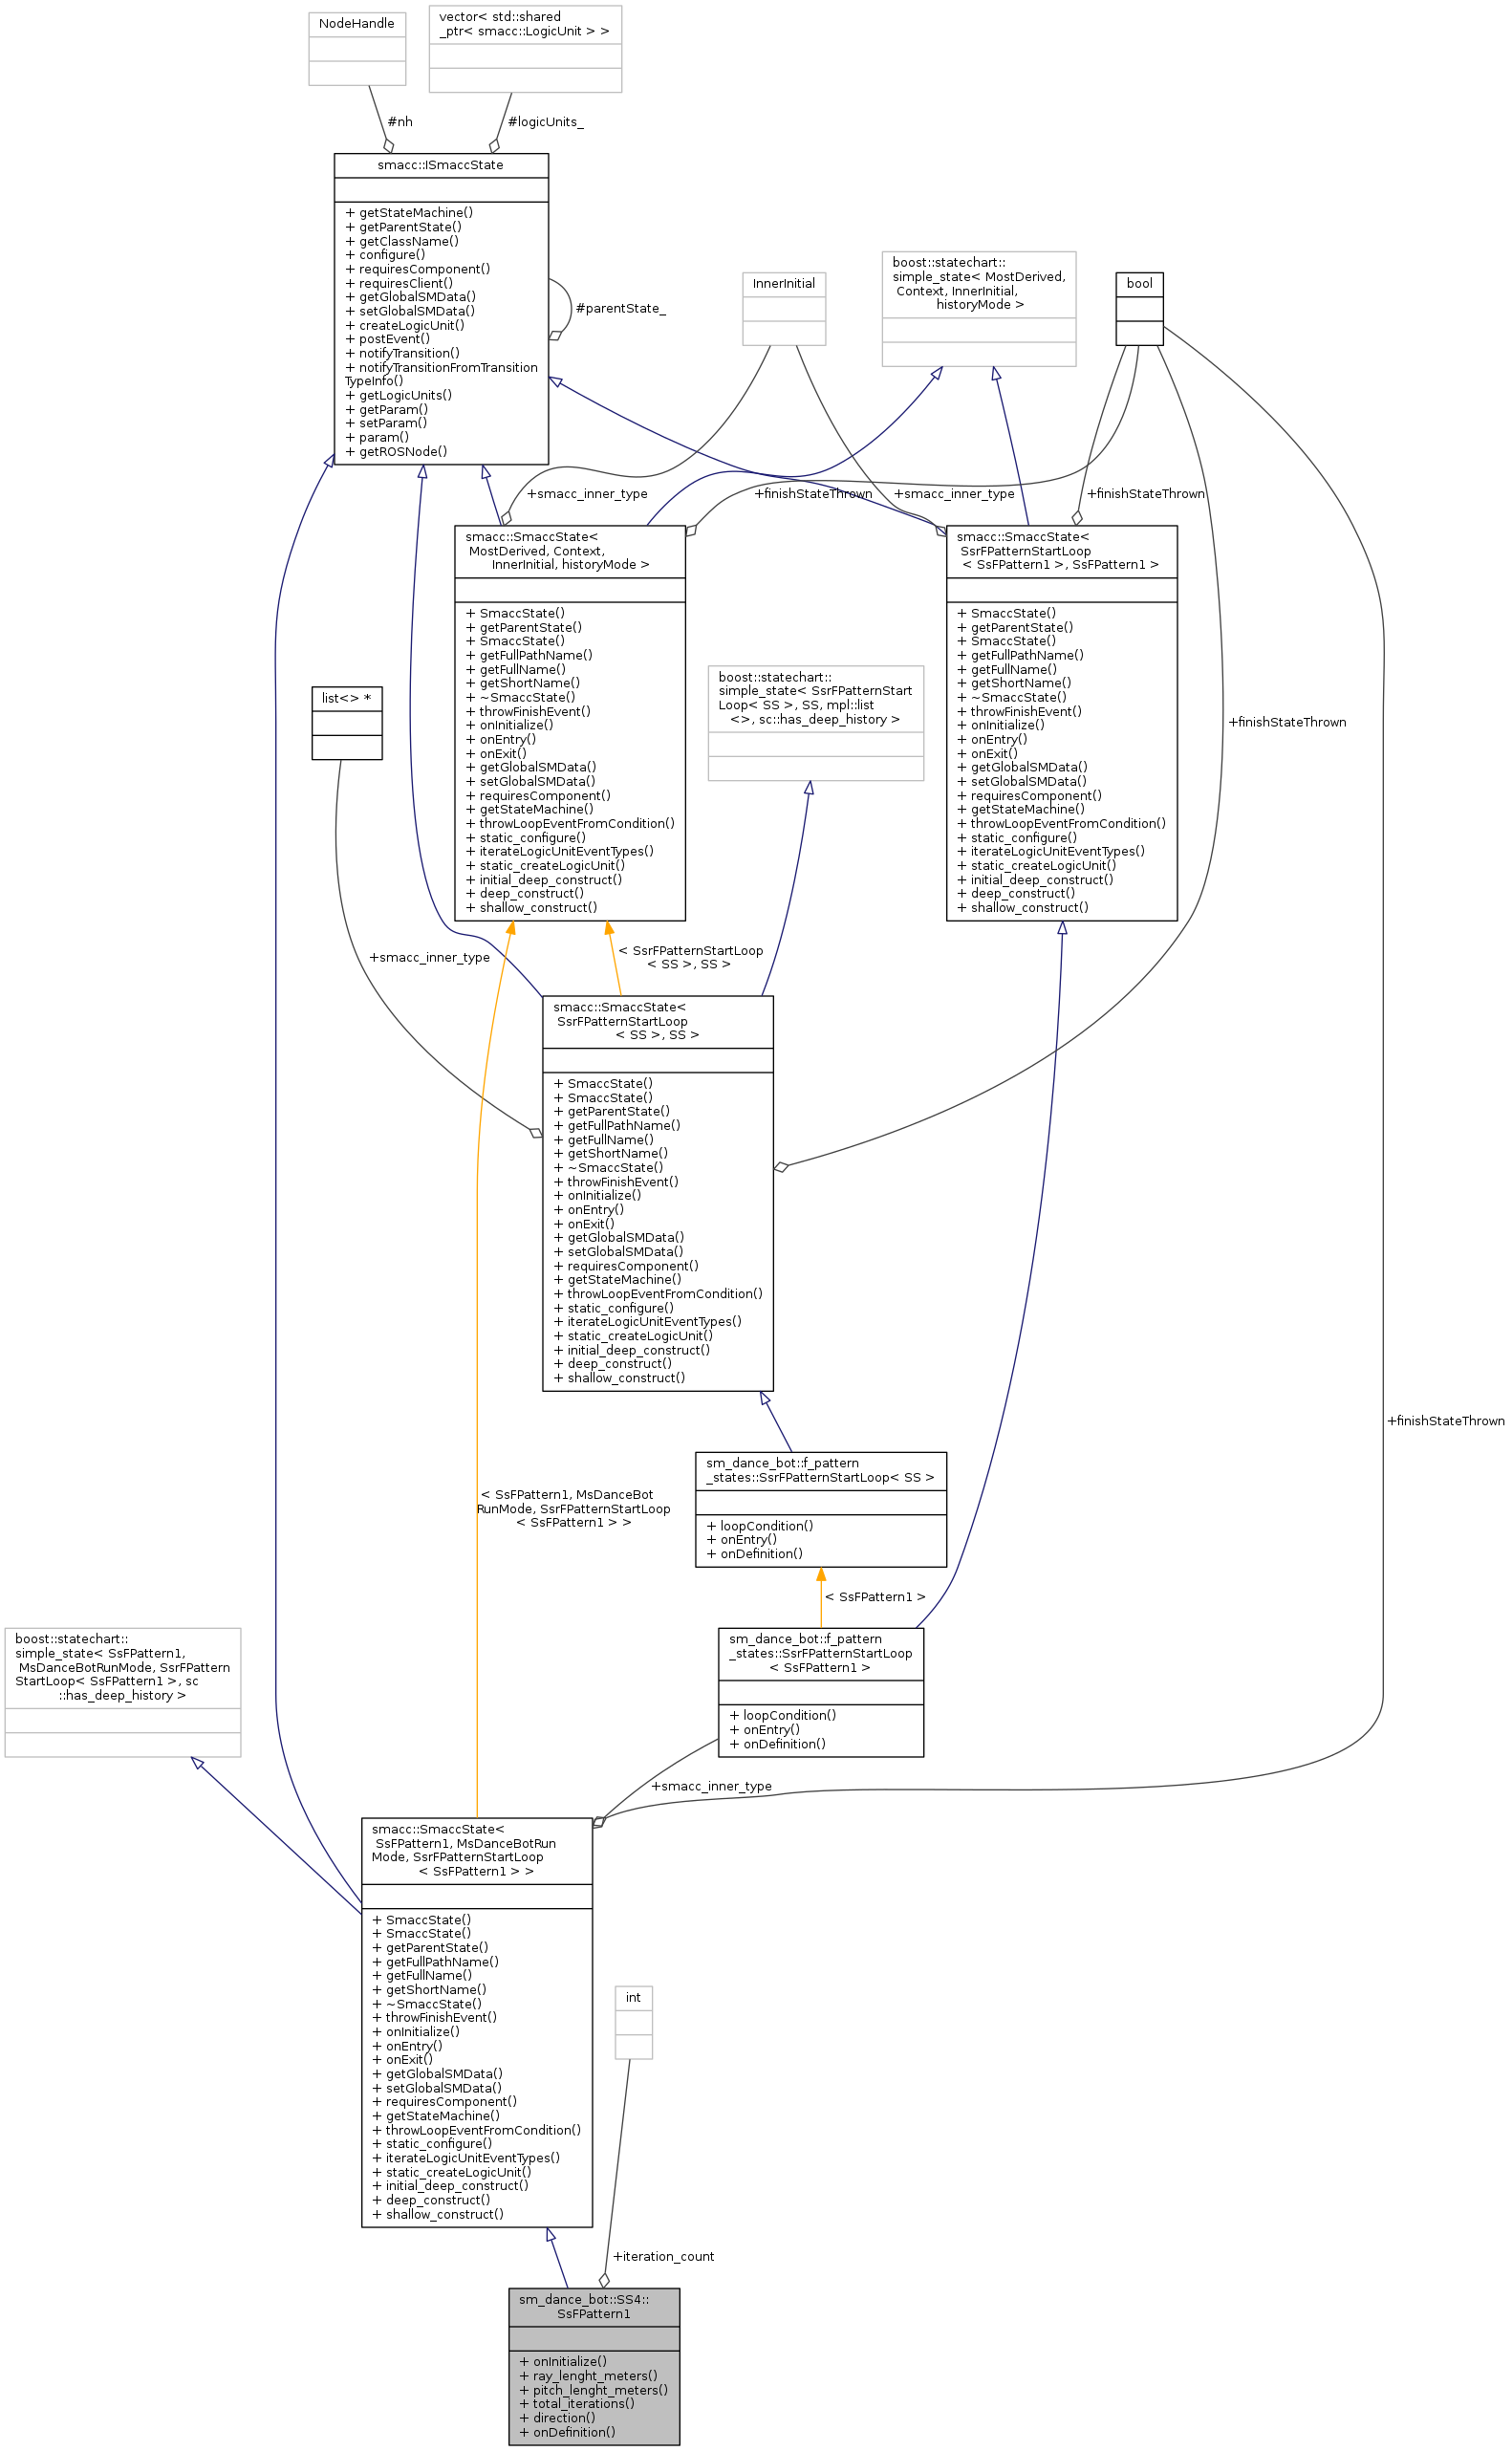 NodeHandle
vector< std::shared
_ptr< smacc::LogicUnit > >
#nh
#logicUnits_
smacc::ISmaccState
+ getStateMachine()
+ getParentState()
+ getClassName()
+ configure()
+ requiresComponent()
+ requiresClient()
+ getGlobalSMData()
+ setGlobalSMData()
+ createLogicUnit()
+ postEvent()
+ notifyTransition()
+ notifyTransitionFromTransition
TypeInfo()
+ getLogicUnits()
+ getParam()
+ setParam()
+ param()
+ getROSNode()
#parentState_
InnerInitial
boost::statechart::
simple_state< MostDerived,
Context, InnerInitial,
historyMode >
bool
+smacc_inner_type
+finishStateThrown
+smacc_inner_type
+finishStateThrown
smacc::SmaccState<
MostDerived, Context,
InnerInitial, historyMode >
+ SmaccState()
+ getParentState()
+ SmaccState()
+ getFullPathName()
+ getFullName()
+ getShortName()
+ ~SmaccState()
+ throwFinishEvent()
+ onInitialize()
+ onEntry()
+ onExit()
+ getGlobalSMData()
+ setGlobalSMData()
+ requiresComponent()
+ getStateMachine()
+ throwLoopEventFromCondition()
+ static_configure()
+ iterateLogicUnitEventTypes()
+ static_createLogicUnit()
+ initial_deep_construct()
+ deep_construct()
+ shallow_construct()
smacc::SmaccState<
SsrFPatternStartLoop
< SsFPattern1 >, SsFPattern1 >
+ SmaccState()
+ getParentState()
+ SmaccState()
+ getFullPathName()
+ getFullName()
+ getShortName()
+ ~SmaccState()
+ throwFinishEvent()
+ onInitialize()
+ onEntry()
+ onExit()
+ getGlobalSMData()
+ setGlobalSMData()
+ requiresComponent()
+ getStateMachine()
+ throwLoopEventFromCondition()
+ static_configure()
+ iterateLogicUnitEventTypes()
+ static_createLogicUnit()
+ initial_deep_construct()
+ deep_construct()
+ shallow_construct()
list<> *
boost::statechart::
simple_state< SsrFPatternStart
Loop< SS >, SS, mpl::list
<>, sc::has_deep_history >
+finishStateThrown
+smacc_inner_type
< SsrFPatternStartLoop
< SS >, SS >
smacc::SmaccState<
SsrFPatternStartLoop
< SS >, SS >
+ SmaccState()
+ SmaccState()
+ getParentState()
+ getFullPathName()
+ getFullName()
+ getShortName()
+ ~SmaccState()
+ throwFinishEvent()
+ onInitialize()
+ onEntry()
+ onExit()
+ getGlobalSMData()
+ setGlobalSMData()
+ requiresComponent()
+ getStateMachine()
+ throwLoopEventFromCondition()
+ static_configure()
+ iterateLogicUnitEventTypes()
+ static_createLogicUnit()
+ initial_deep_construct()
+ deep_construct()
+ shallow_construct()
+finishStateThrown
sm_dance_bot::f_pattern
_states::SsrFPatternStartLoop< SS >
+ loopCondition()
+ onEntry()
+ onDefinition()
< SsFPattern1, MsDanceBot
RunMode, SsrFPatternStartLoop
< SsFPattern1 > >
< SsFPattern1 >
boost::statechart::
simple_state< SsFPattern1,
MsDanceBotRunMode, SsrFPattern
StartLoop< SsFPattern1 >, sc
::has_deep_history >
sm_dance_bot::f_pattern
_states::SsrFPatternStartLoop
< SsFPattern1 >
+ loopCondition()
+ onEntry()
+ onDefinition()
+smacc_inner_type
smacc::SmaccState<
SsFPattern1, MsDanceBotRun
Mode, SsrFPatternStartLoop
< SsFPattern1 > >
+ SmaccState()
+ SmaccState()
+ getParentState()
+ getFullPathName()
+ getFullName()
+ getShortName()
+ ~SmaccState()
+ throwFinishEvent()
+ onInitialize()
+ onEntry()
+ onExit()
+ getGlobalSMData()
+ setGlobalSMData()
+ requiresComponent()
+ getStateMachine()
+ throwLoopEventFromCondition()
+ static_configure()
+ iterateLogicUnitEventTypes()
+ static_createLogicUnit()
+ initial_deep_construct()
+ deep_construct()
+ shallow_construct()
int
+iteration_count
sm_dance_bot::SS4::
SsFPattern1
+ onInitialize()
+ ray_lenght_meters()
+ pitch_lenght_meters()
+ total_iterations()
+ direction()
+ onDefinition()